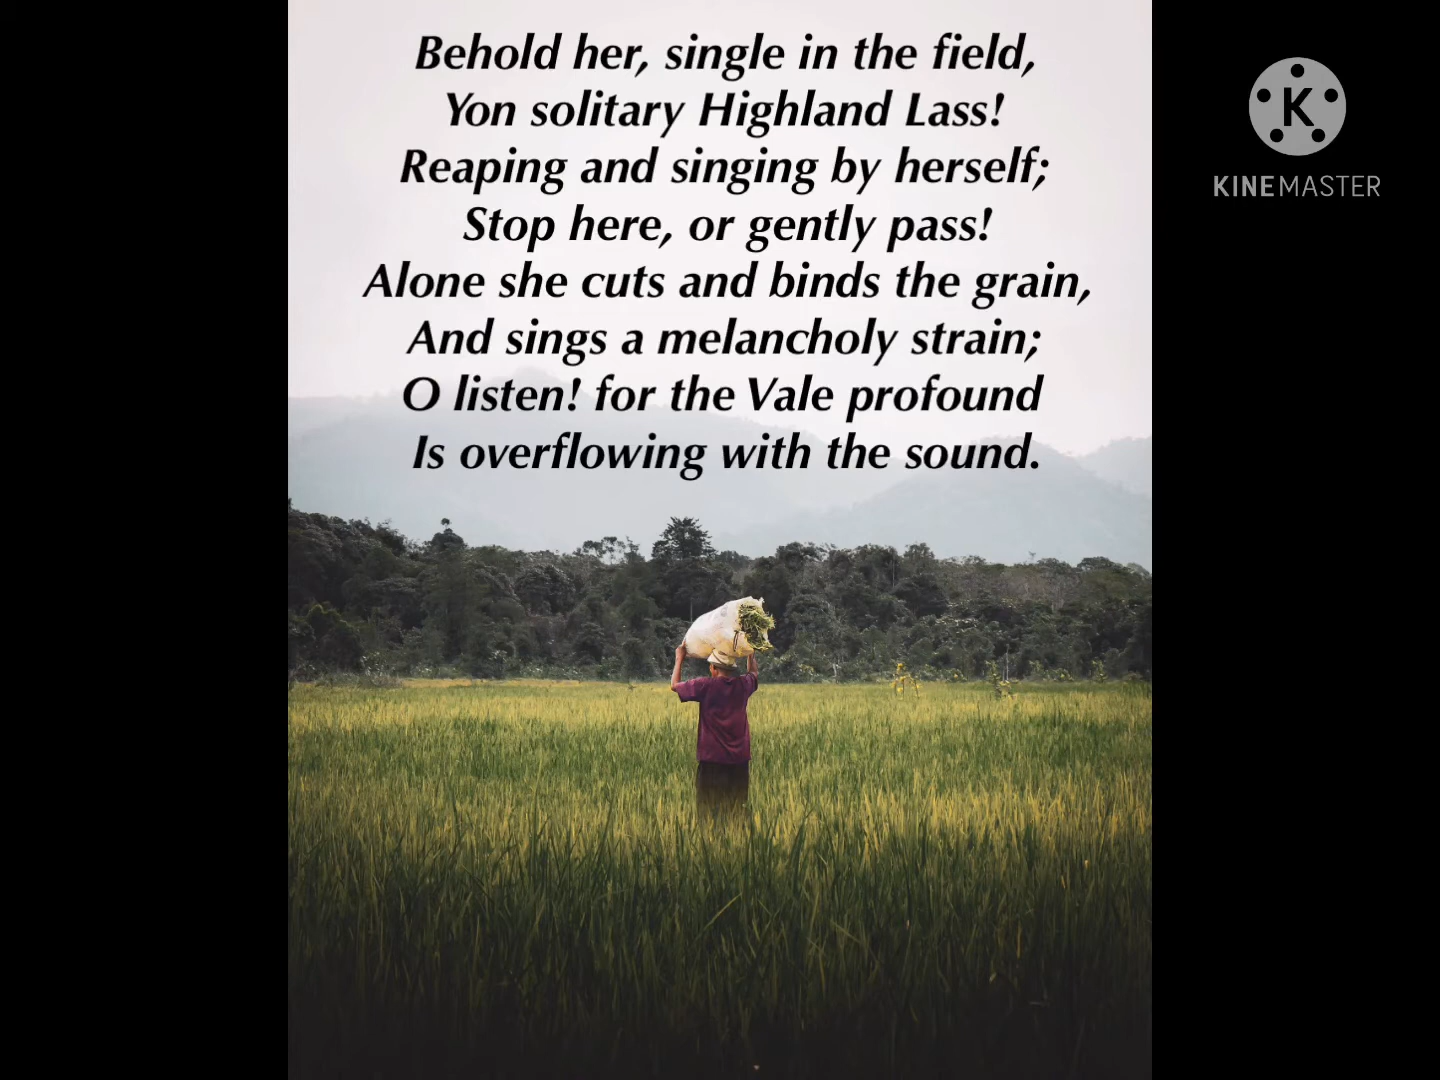 Behold her, single in the field,
Yon solitary Highland Lass!
Reaping and singing by herself;
Stop here, or gently pass!
Alone she cuts and binds the grain,
And sings a melancholy strain;
O listen! for the Vale profound
Is overflowing with the sound.
K
KINEMASTER